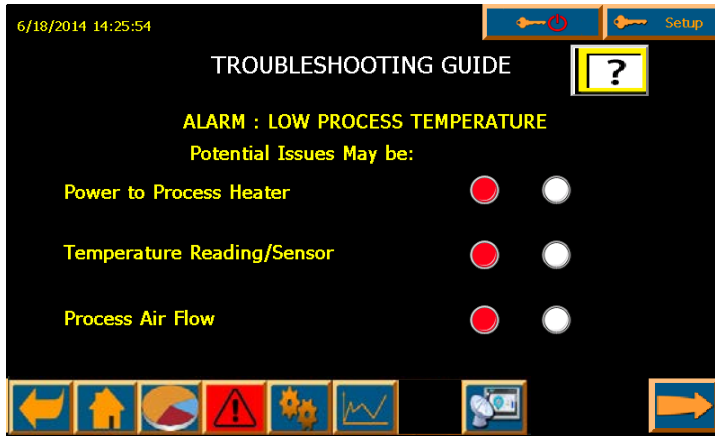 6/18/2014 14:25:54
Setup
TROUBLESHOOTING GUIDE
?
ALARM : LOW PROCESS TEMPERATURE
Potential Issues May be:
Power to Process Heater
Temperature Reading/Sensor
Process Air Flow